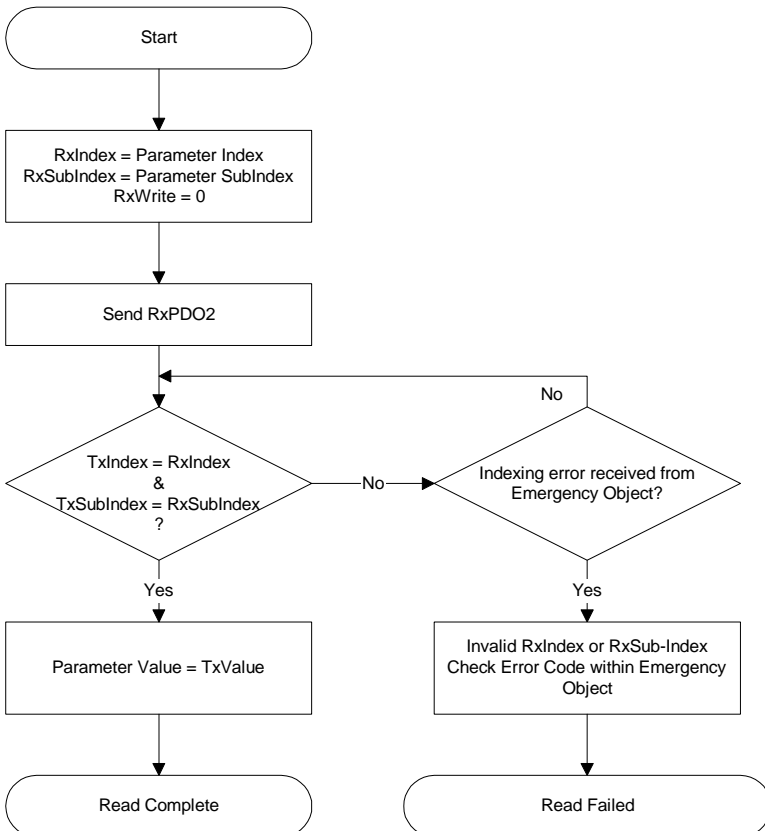 Start
RxIndex = Parameter Index
RxSubIndex = Parameter SubIndex
RxWrite = 0
Send RxPDO2
No
TxIndex = RxIndex
&
TxSubIndex = RxSubIndex
?
No
Indexing error received from
Emergency Object?
Yes
Yes
Parameter Value = TxValue
Invalid RxIndex or RxSub-Index
Check Error Code within Emergency
Object
Read Complete
Read Failed